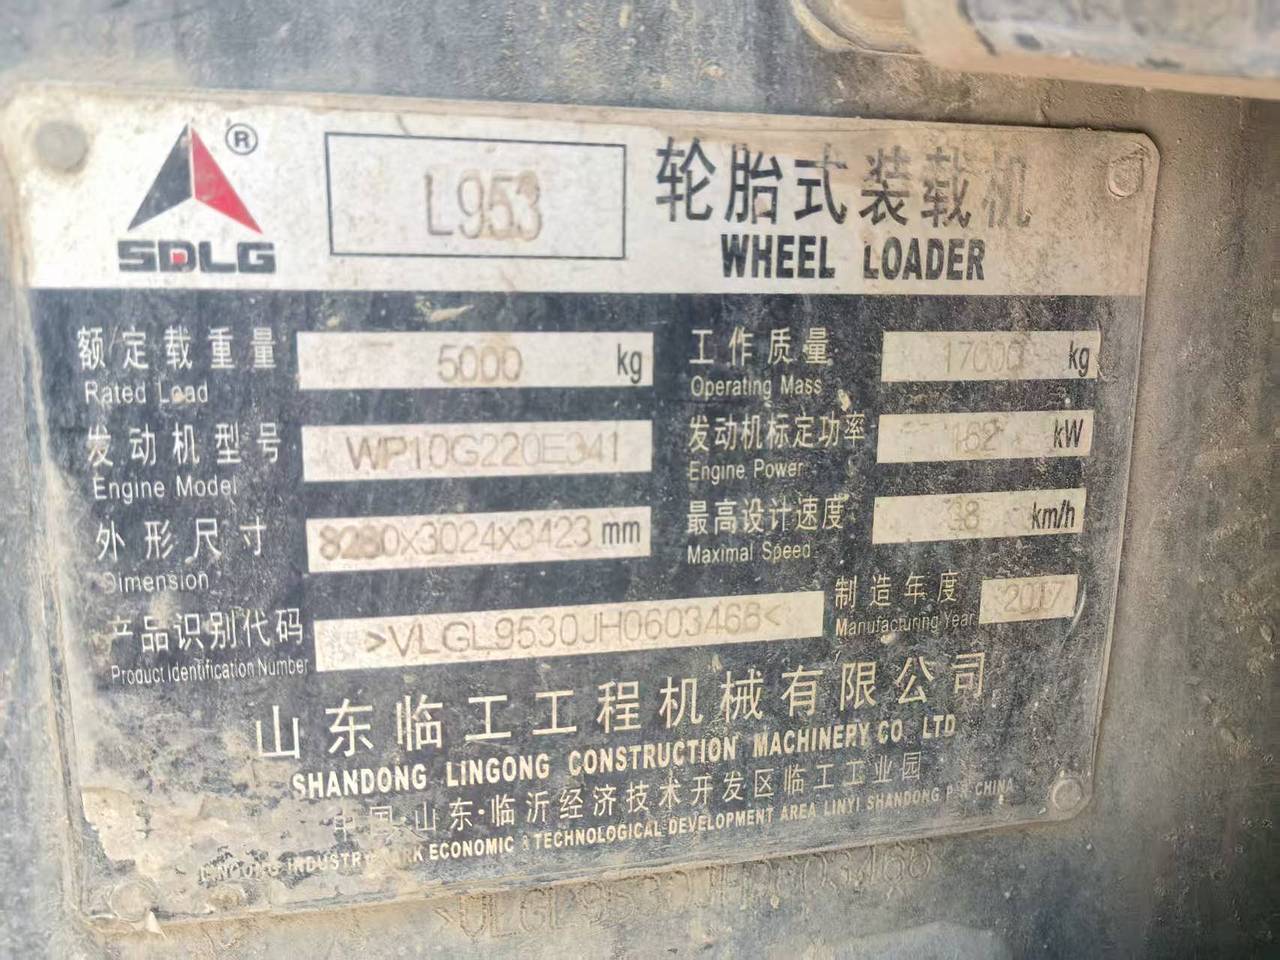 ®
SDLG
L953
轮胎式装载机
WHEEL LOADER
额定载重量 5000 kg
Rated Load
工作质量 17000 kg
Operating Mass
发动机型号 WP10G220E341
Engine Model
发动机标定功率 162 kW
Engine Power
外形尺寸 8230x3024x3423 mm
Dimension
最高设计速度 38 km/h
Maximal Speed
产品识别代码 >VLGL9530JH0603468<
Product Identification Number
制造年度 2017
Manufacturing Year
山东临工工程机械有限公司
SHANDONG LINGONG CONSTRUCTION MACHINERY CO LTD
中国·山东·临沂经济技术开发区临工工业园
LINGONG INDUSTRY PARK ECONOMIC & TECHNOLOGICAL DEVELOPMENT AREA LINYI SHANDONG P R CHINA
>VLGL9530JH0603468